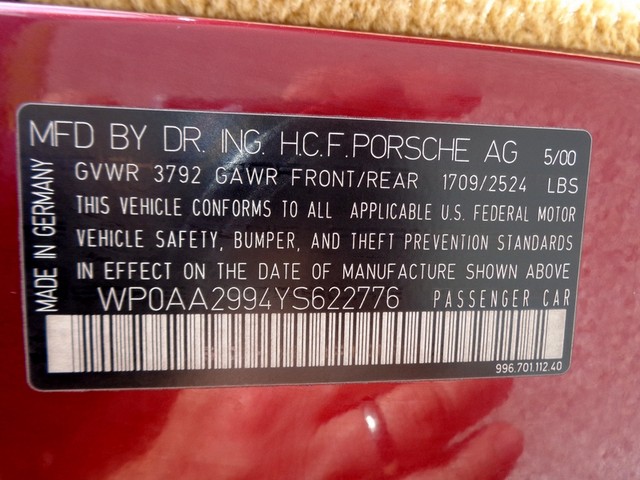 MFD BY DR. ING. H.C.F. PORSCHE AG 5/00
GVWR 3792 GAWR FRONT/REAR 1709/2524 LBS
THIS VEHICLE CONFORMS TO ALL APPLICABLE U.S. FEDERAL MOTOR
VEHICLE SAFETY, BUMPER, AND THEFT PREVENTION STANDARDS
IN EFFECT ON THE DATE OF MANUFACTURE SHOWN ABOVE
WP0AA2994YS622776 PASSENGER CAR
996.701.112.40
MADE IN GERMANY